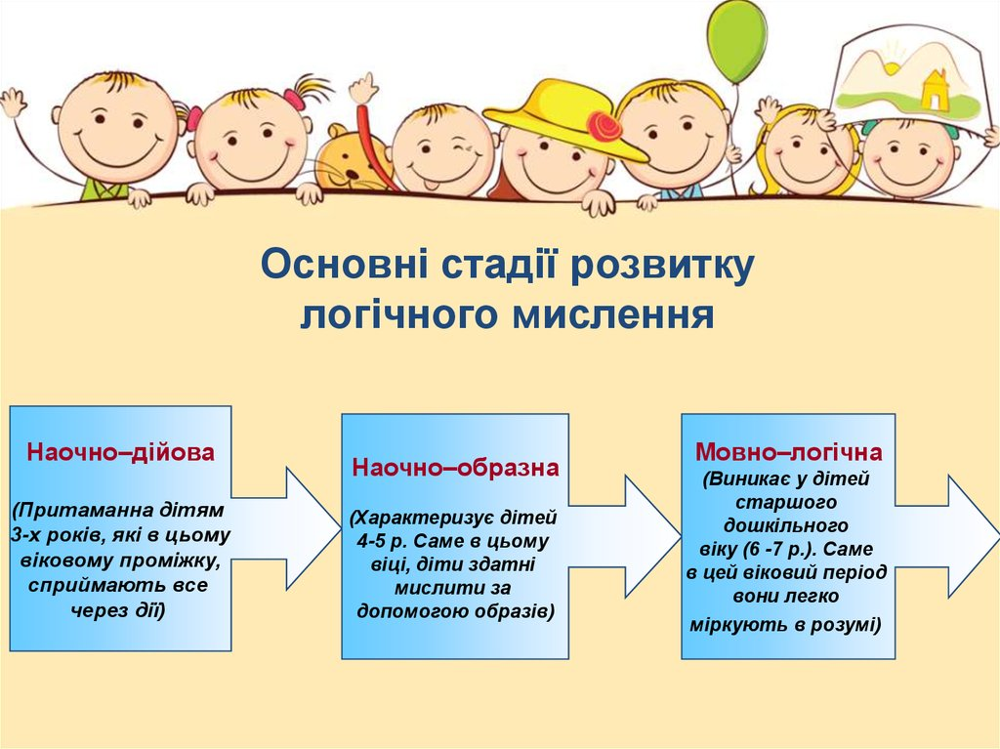 Основні стадії розвитку
логічного мислення
Наочно–дійова
(Притаманна дітям
3-х років, які в цьому
віковому проміжку,
сприймають все
через дії)
Наочно–образна
(Характеризує дітей
4-5 р. Саме в цьому
віці, діти здатні
мислити за
допомогою образів)
Мовно–логічна
(Виникає у дітей
старшого
дошкільного
віку (6 -7 р.). Саме
в цей віковий період
вони легко
міркують в розумі)